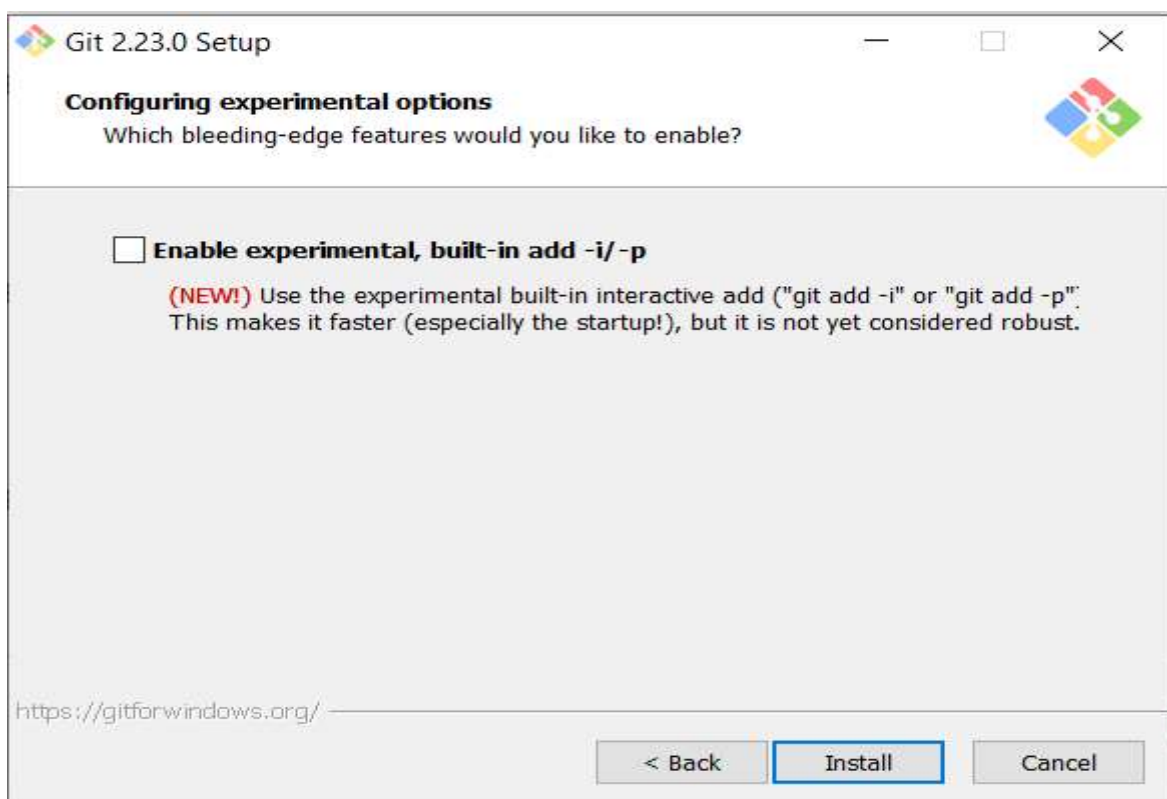 Git 2.23.0 Setup
Configuring experimental options
Which bleeding-edge features would you like to enable?
Enable experimental, built-in add -i/-p
(NEW!) Use the experimental built-in interactive add ("git add -i" or "git add -p")
This makes it faster (especially the startup!), but it is not yet considered robust.
https://gitforwindows.org/
< Back
Install
Cancel